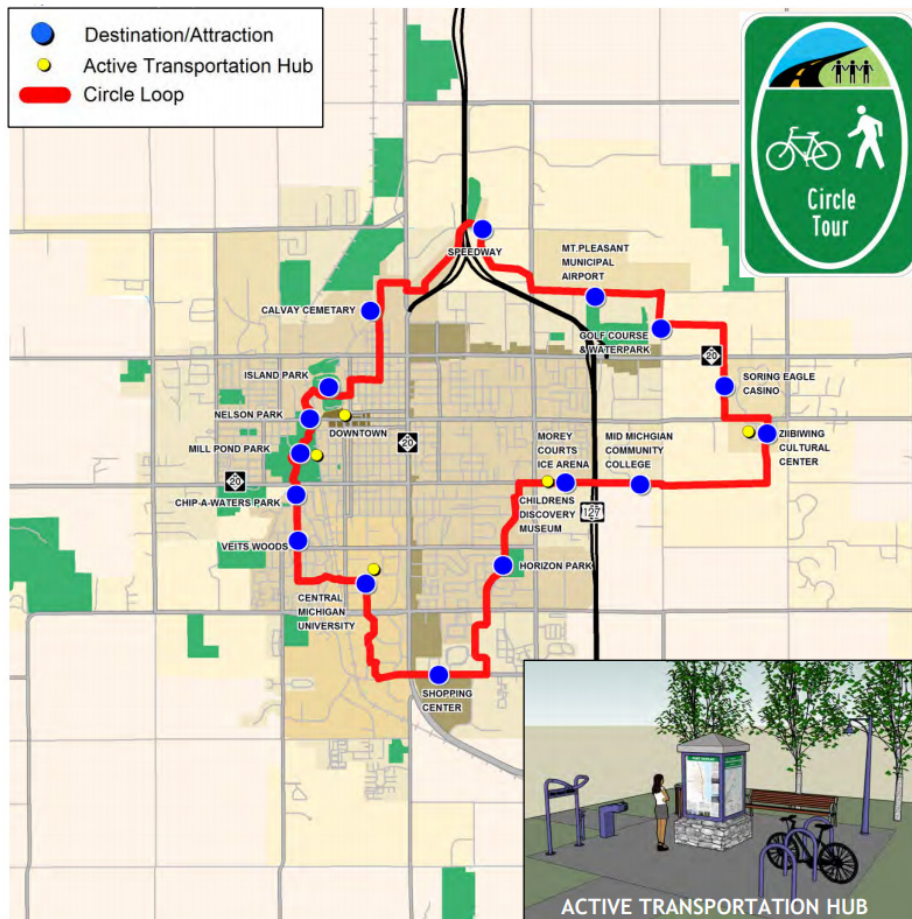 Destination/Attraction
Active Transportation Hub
Circle Loop
Circle
Tour
SPEEDWAY
MT.PLEASANT
MUNICIPAL
AIRPORT
CALVAY CEMETARY
GOLF COURSE
& WATERPARK
20
ISLAND PARK
SORING EAGLE
CASINO
NELSON PARK
DOWNTOWN
20
MILL POND PARK
MOREY
COURTS
ICE ARENA
MID MICHGIAN
COMMUNITY
COLLEGE
ZIIBIWING
CULTURAL
CENTER
20
CHIP-A-WATERS PARK
CHILDRENS
DISCOVERY
MUSEUM
127
VEITS WOODS
HORIZON PARK
CENTRAL
MICHIGAN
UNIVERSITY
SHOPPING
CENTER
ACTIVE TRANSPORTATION HUB